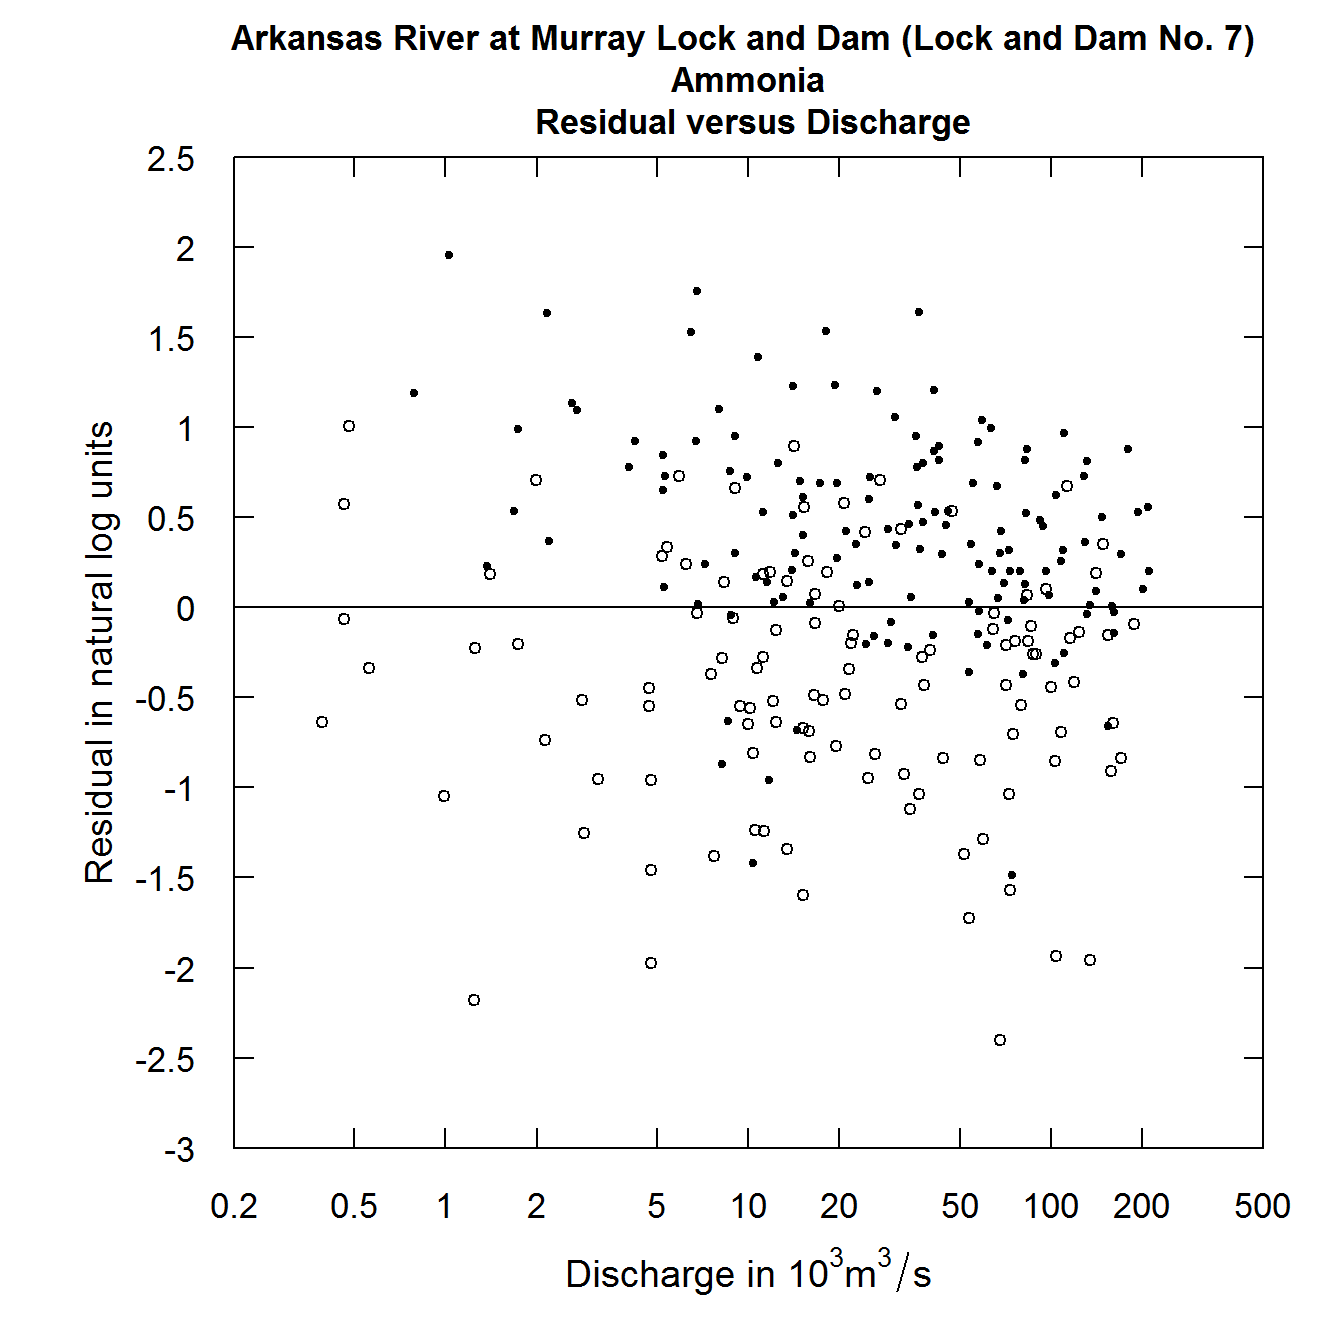 Arkansas River at Murray Lock and Dam (Lock and Dam No. 7)
Ammonia
Residual versus Discharge
2.5
2
1.5
1
0.5
0
-0.5
-1
-1.5
-2
-2.5
-3
Residual in natural log units
0.2 0.5 1 2 5 10 20 50 100 200 500
Discharge in 10³m³/s